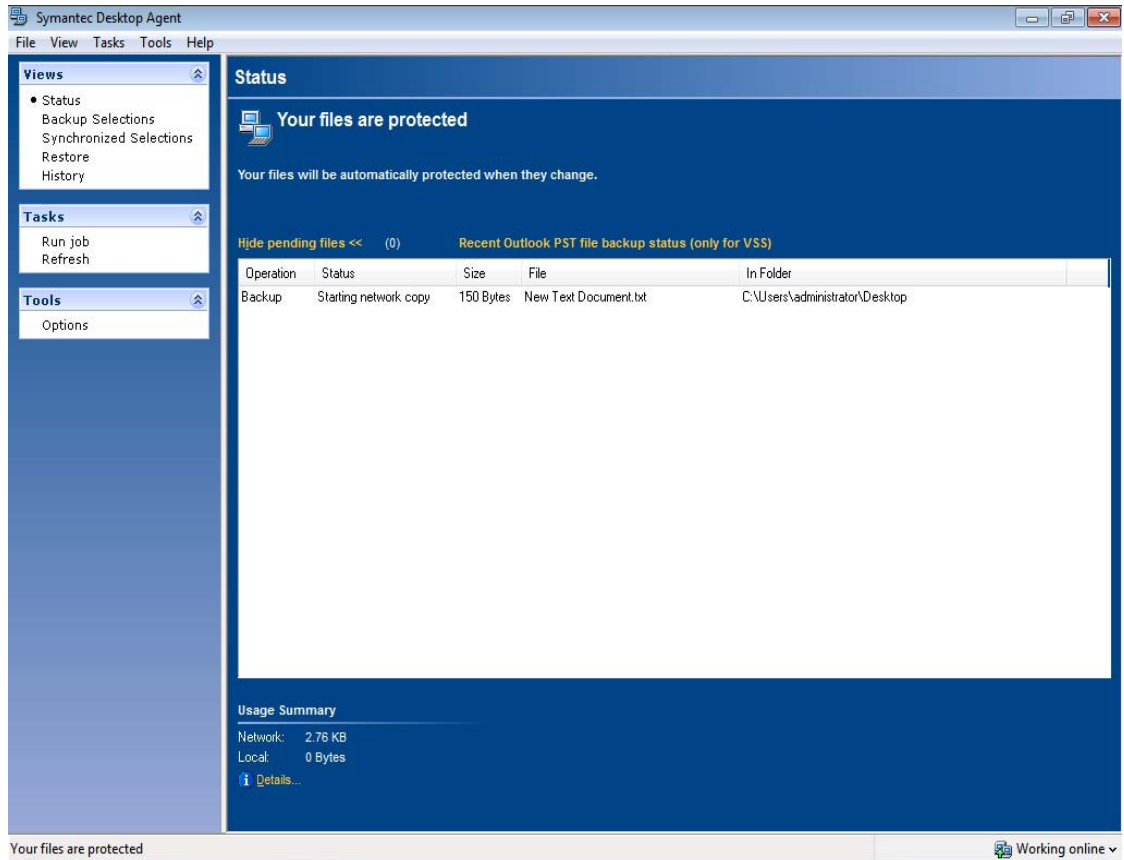 Symantec Desktop Agent
File View Tasks Tools Help
Views
Status
Backup Selections
Synchronized Selections
Restore
History
Tasks
Run job
Refresh
Tools
Options
Status
Your files are protected
Your files will be automatically protected when they change.
Hide pending files << (0) Recent Outlook PST file backup status (only for VSS)
Operation Status Size File In Folder
Backup Starting network copy 150 Bytes New Text Document.txt C:\Users\administrator\Desktop
Usage Summary
Network: 2.76 KB
Local: 0 Bytes
Details...
Your files are protected Working online